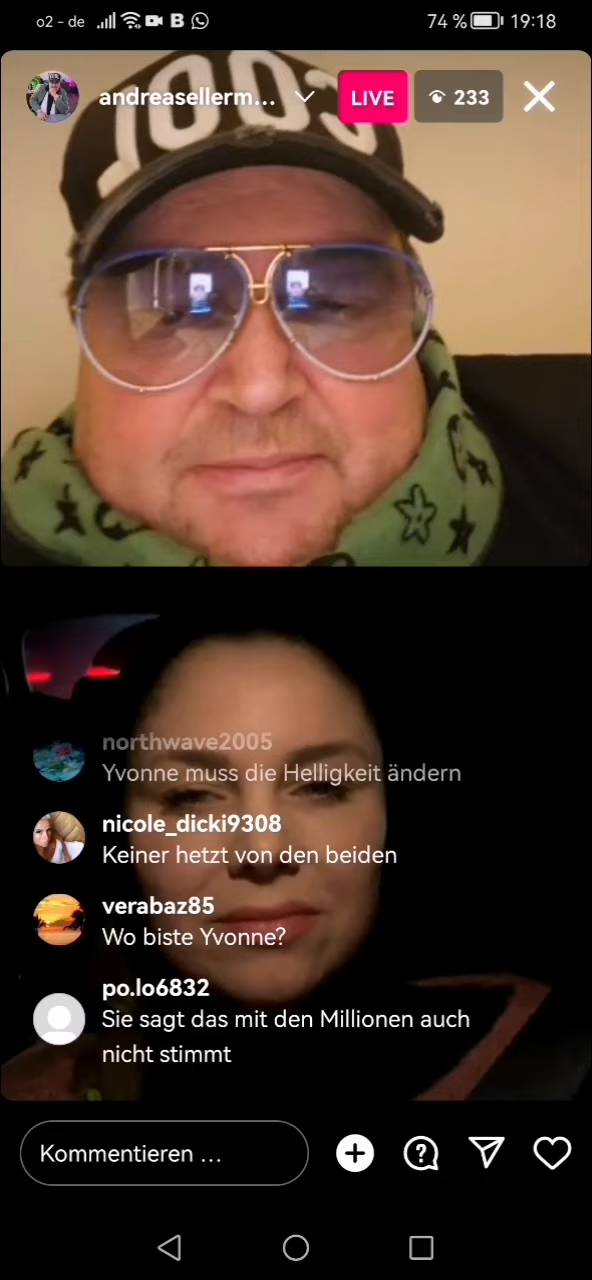 o2 - de
74 %
19:18
andreasellerm...
LIVE
233
northwave2005
Yvonne muss die Helligkeit ändern
nicole_dicki9308
Keiner hetzt von den beiden
verabaz85
Wo biste Yvonne?
po.lo6832
Sie sagt das mit den Millionen auch
nicht stimmt
Kommentieren ...